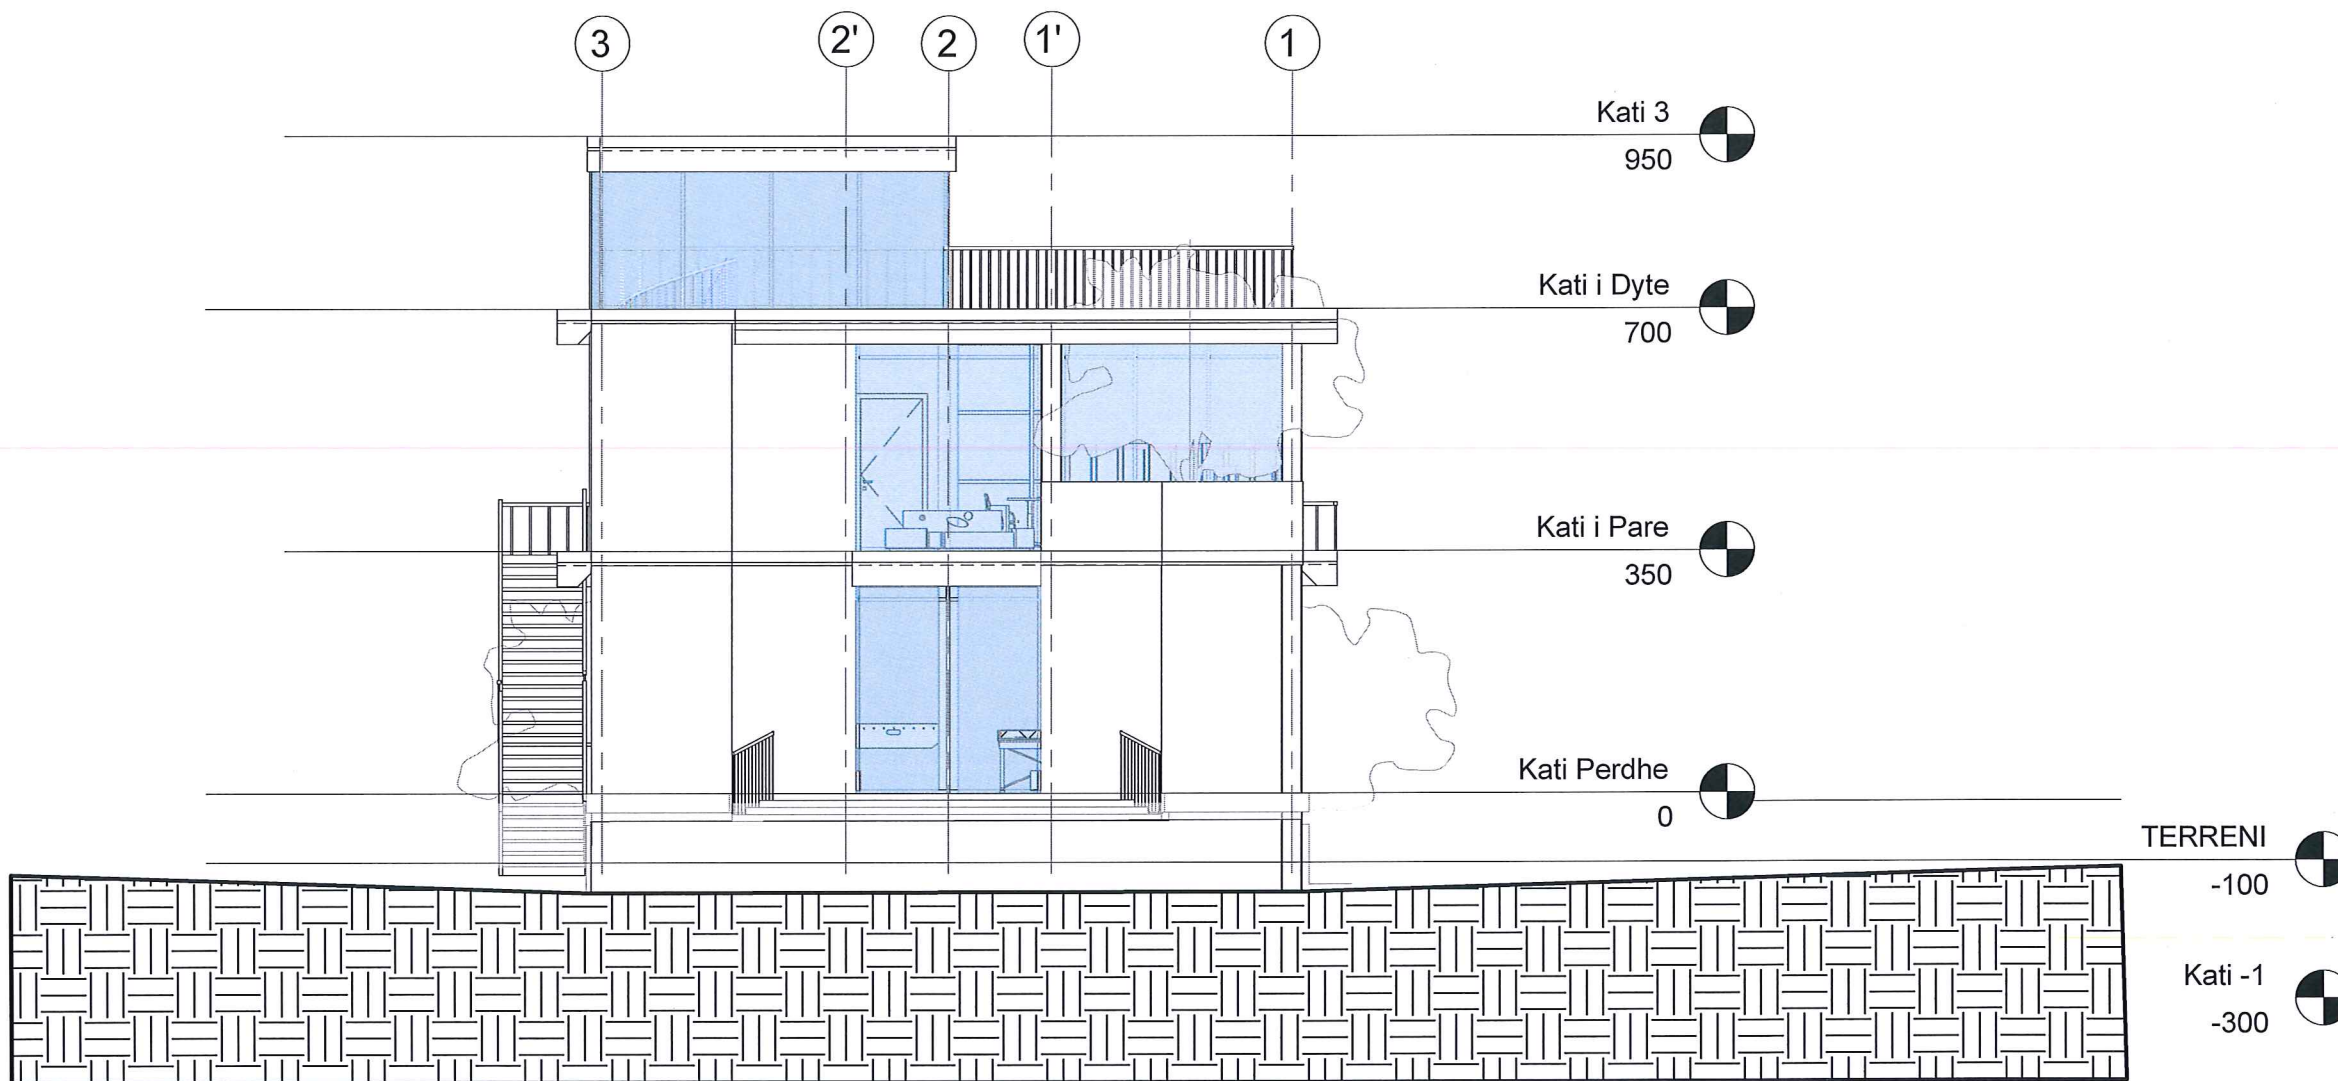 3
2'
2
1'
1
Kati 3
950
Kati i Dyte
700
Kati i Pare
350
Kati Perdhe
0
TERRENI
-100
Kati -1
-300